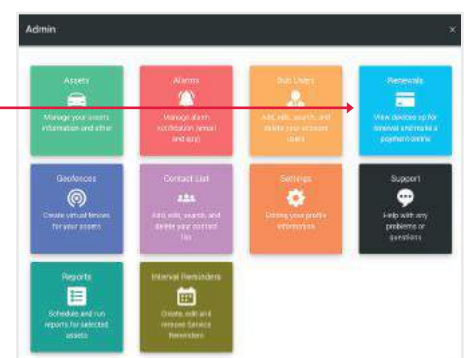 Admin
×
Assets
Manage your assets
information and other
Alarms
Manage alarm
notification (email
and app)
Sub Users
Add, edit, search, and
delete your account
users
Renewals
View devices up for
renewal and make a
payment online
Geofences
Create virtual fences
for your assets
Contact List
Add, edit, search, and
delete your contact
list
Settings
Editing your profile
information
Support
Help with any
problems or
questions
Reports
Schedule and run
reports for selected
assets
Interval Reminders
Create, edit and
remove Service
Reminders